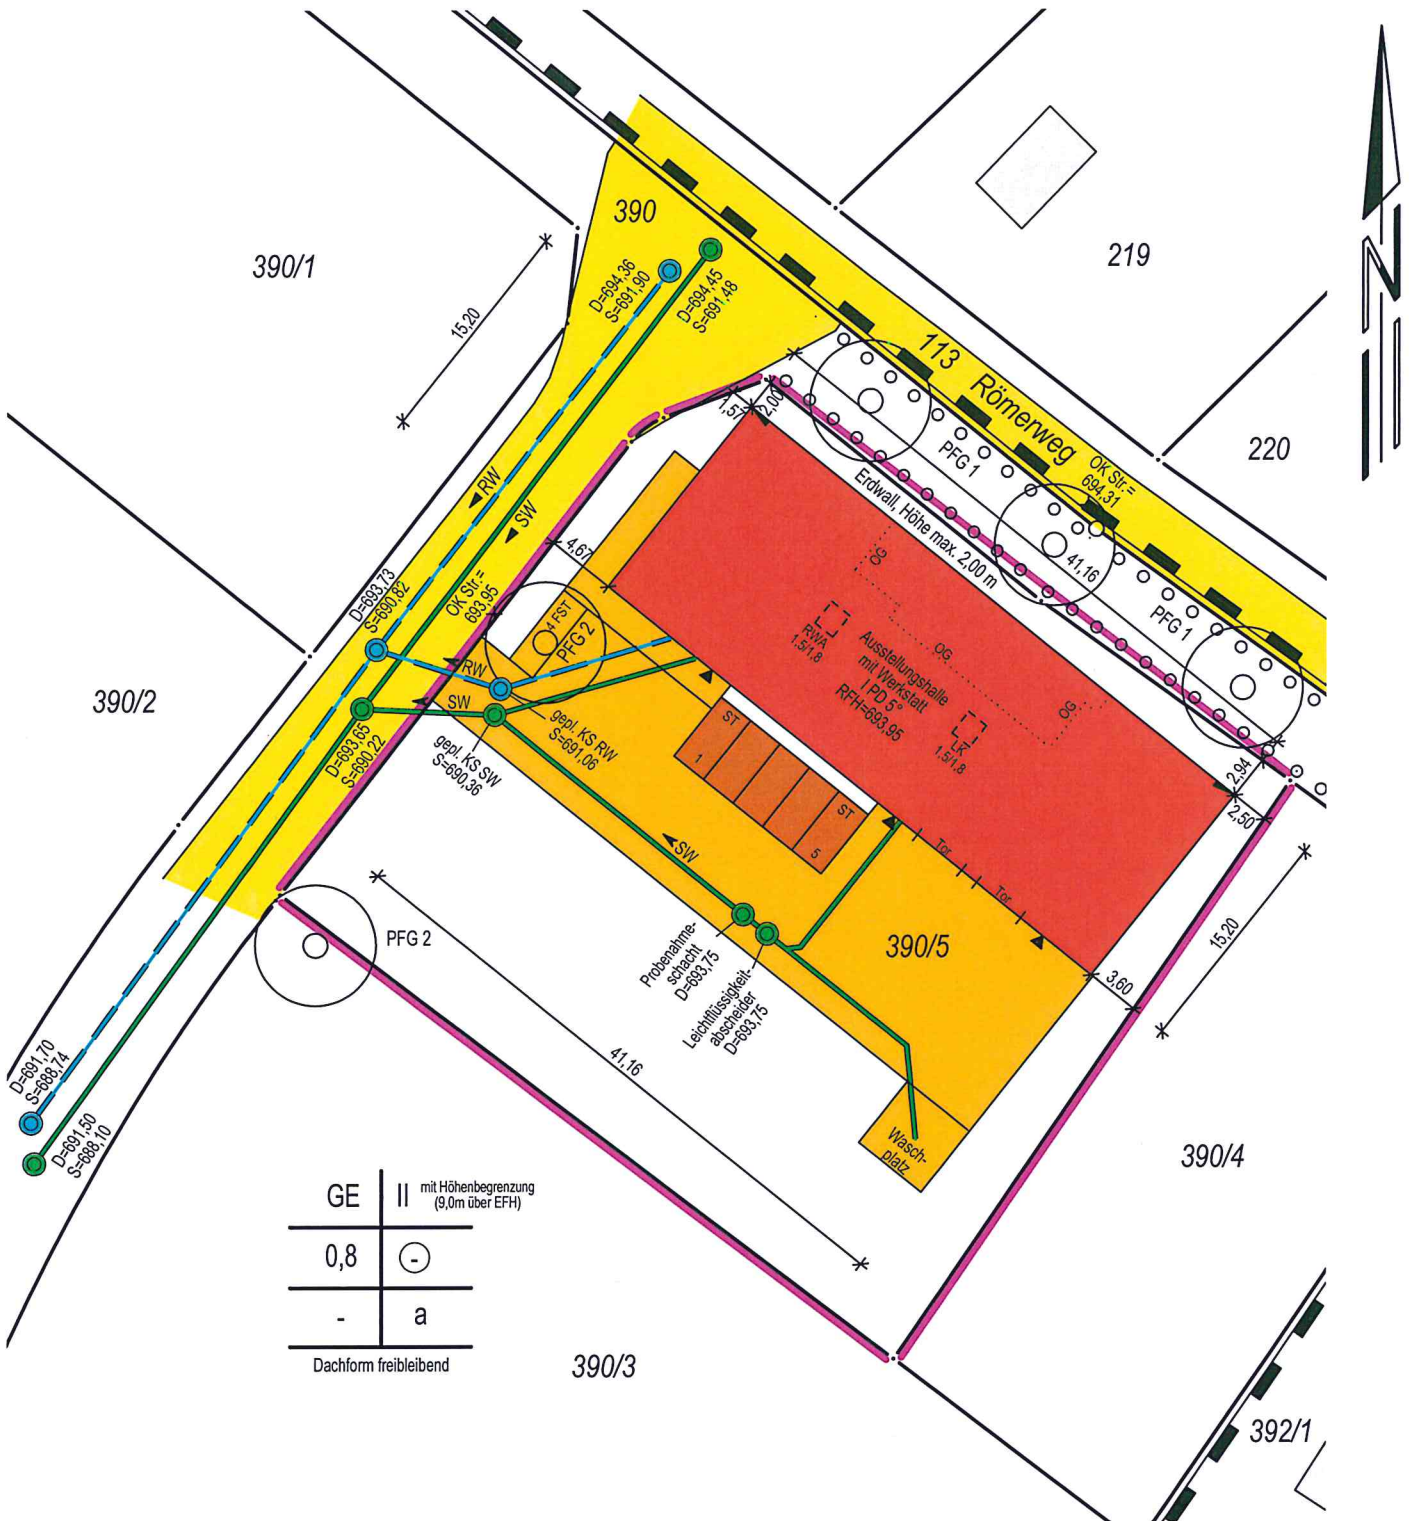 390
390/1
219
15,20
D=694,36
S=691,90
D=694,45
S=691,48
113 Römerweg
OK Str.=
694,31
220
1,57
2,00
PFG 1
Erdwall, Höhe max. 2,00 m
41,16
PFG 1
RW
SW
4,67
OK Str.=
693,95
D=693,73
S=690,82
4 FST
PFG 2
OG
OG
OG
RWA
1.5/1.8
Ausstellungshalle
mit Werkstatt
I PD 5°
RFH=693,95
LK
1.5/1.8
390/2
RW
SW
D=693,65
S=690,22
gepl. KS RW
S=691,06
gepl. KS SW
S=690,36
ST
1
ST
5
2,94
2,50
Tor
Tor
SW
PFG 2
390/5
15,20
3,60
Probenahme-
schacht
D=693,75
Leichtflüssigkeit-
abscheider
D=693,75
41,16
D=691,70
S=688,74
D=691,50
S=688,10
Wasch-
platz
390/4
GE II mit Höhenbegrenzung
(9,0m über EFH)
0,8 -
- a
Dachform freibleibend
390/3
392/1
N